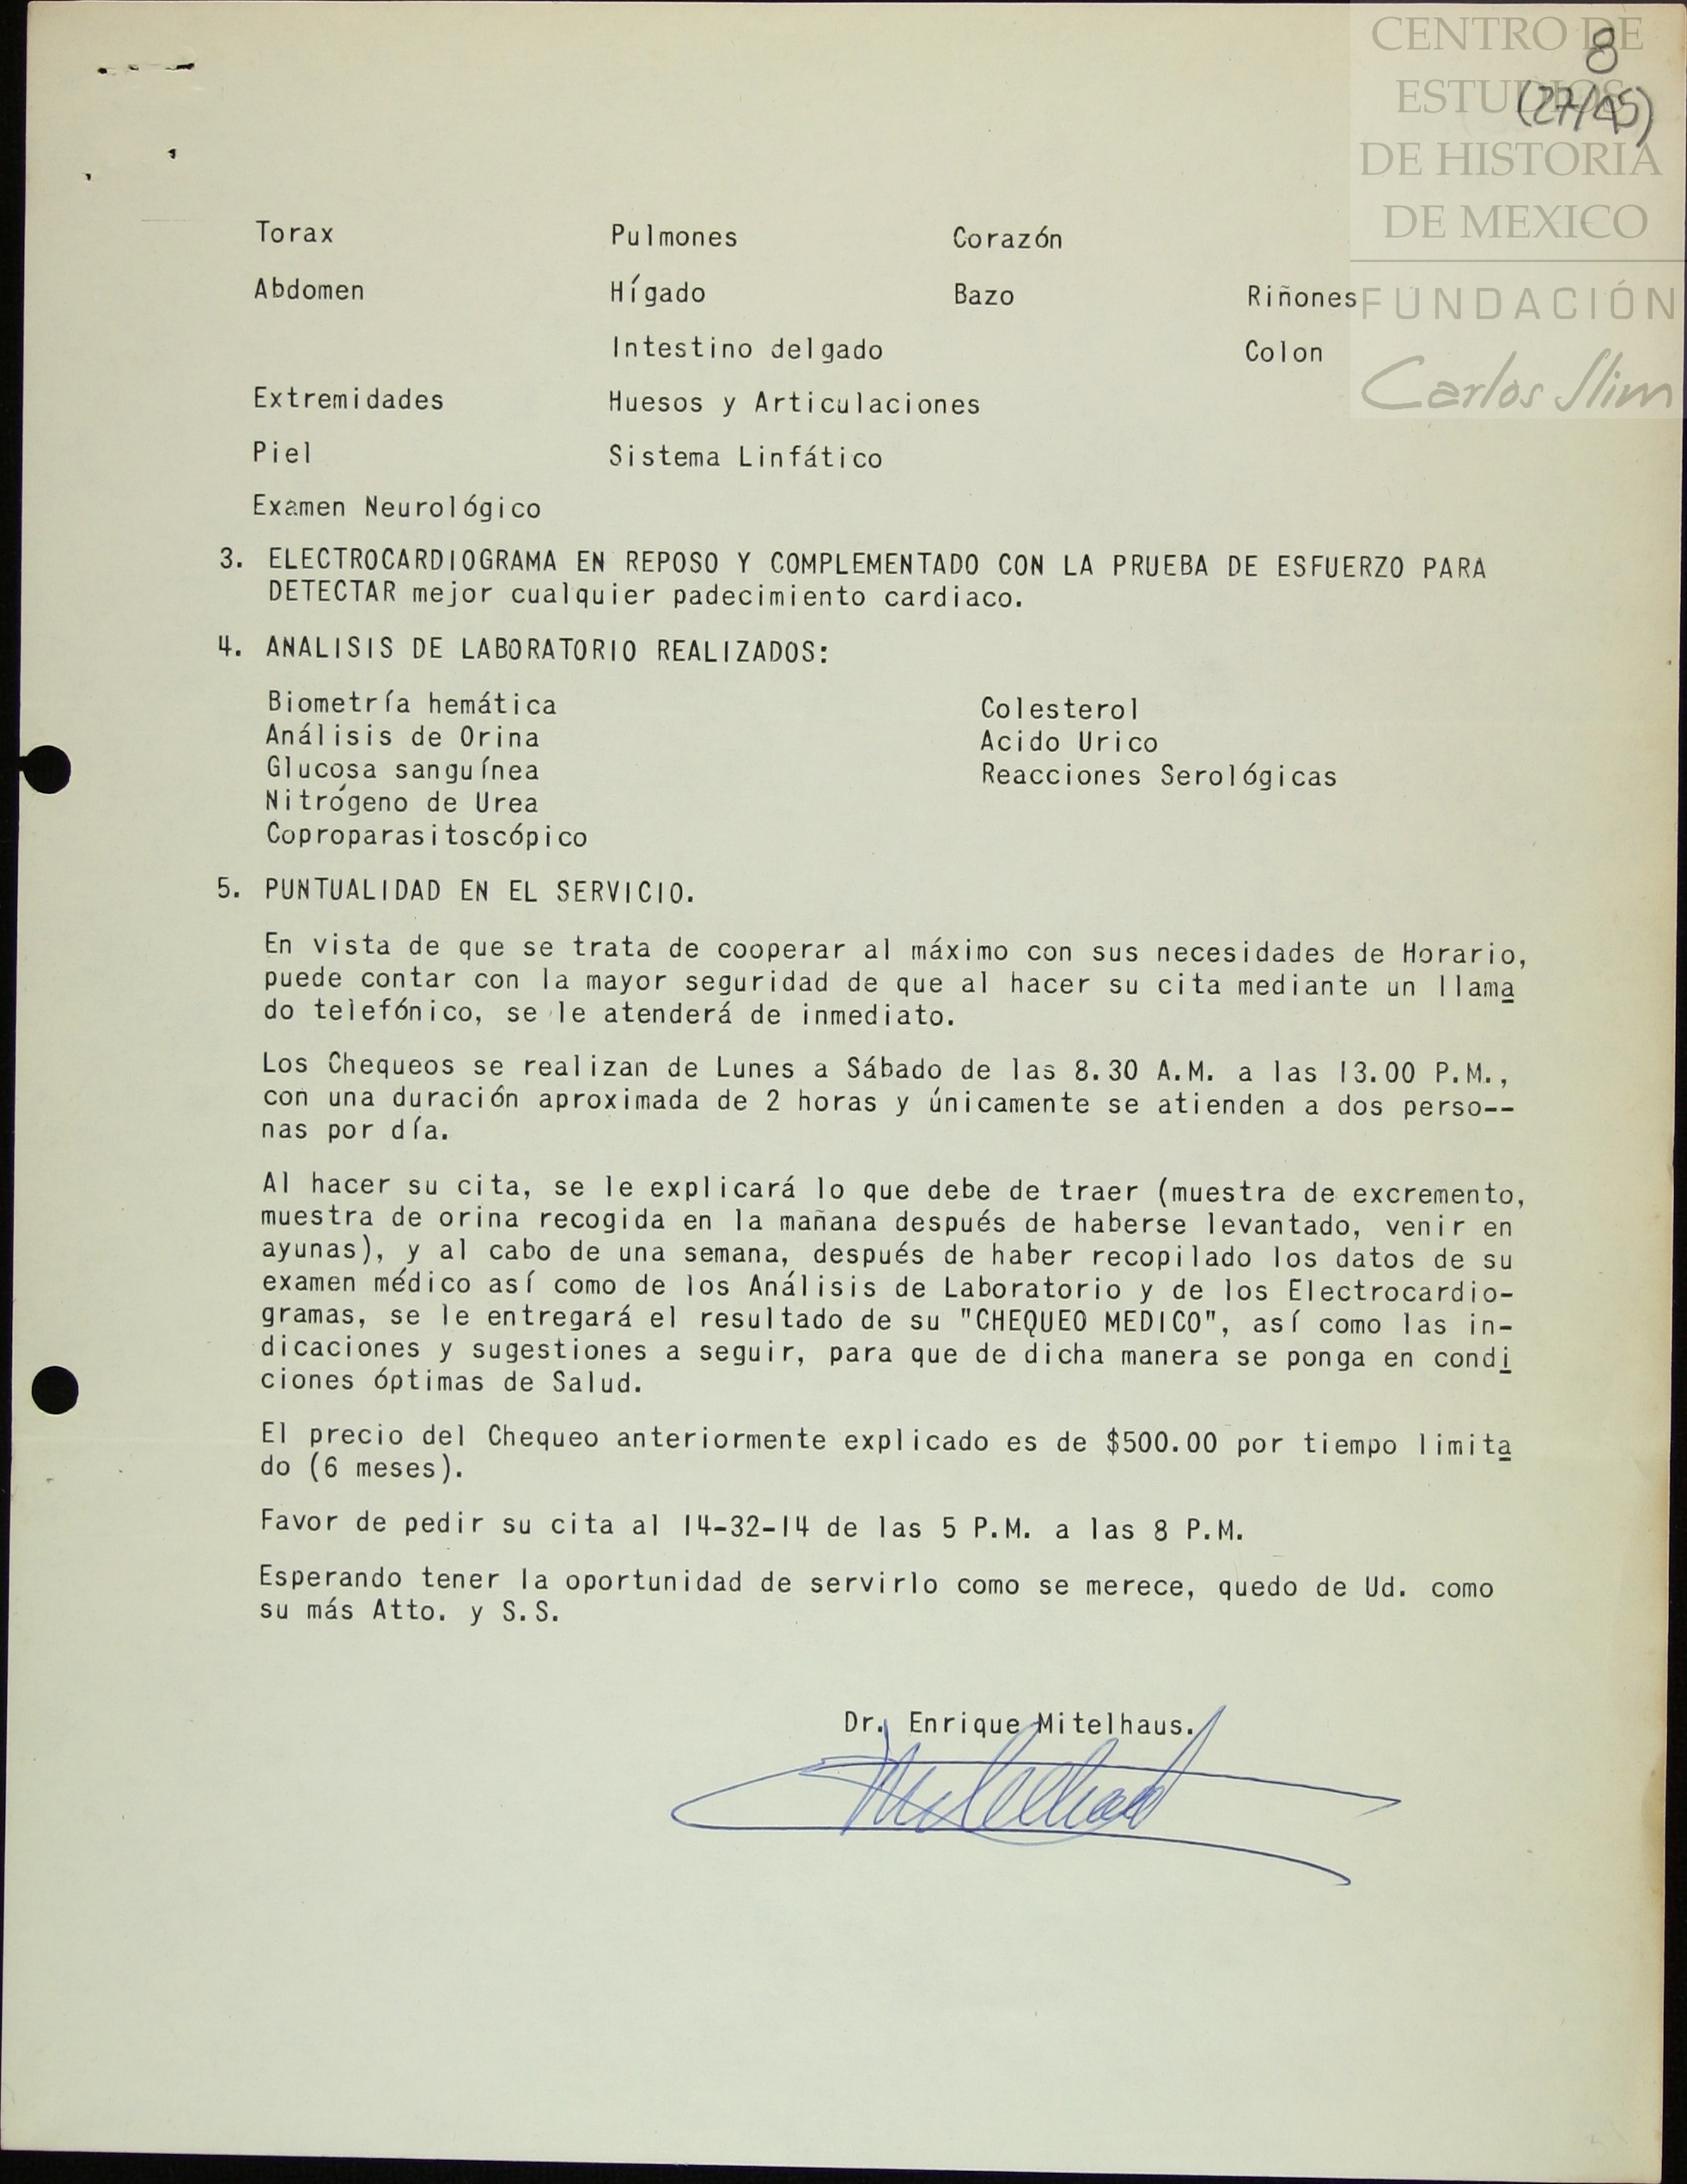 CENTRO DE
ESTUDIOS
DE HISTORIA
DE MEXICO
FUNDACIÓN
Carlos Slim
8
(27/45)
Torax Pulmones Corazón
Abdomen Hígado Bazo Riñones
Intestino delgado Colon
Extremidades Huesos y Articulaciones
Piel Sistema Linfático
Examen Neurológico
3. ELECTROCARDIOGRAMA EN REPOSO Y COMPLEMENTADO CON LA PRUEBA DE ESFUERZO PARA
DETECTAR mejor cualquier padecimiento cardiaco.
4. ANALISIS DE LABORATORIO REALIZADOS:
Biometría hemática Colesterol
Análisis de Orina Acido Urico
Glucosa sanguínea Reacciones Serológicas
Nitrógeno de Urea
Coproparasitoscópico
5. PUNTUALIDAD EN EL SERVICIO.
En vista de que se trata de cooperar al máximo con sus necesidades de Horario,
puede contar con la mayor seguridad de que al hacer su cita mediante un llama
do telefónico, se le atenderá de inmediato.
Los Chequeos se realizan de Lunes a Sábado de las 8.30 A.M. a las 13.00 P.M.,
con una duración aproximada de 2 horas y únicamente se atienden a dos perso--
nas por día.
Al hacer su cita, se le explicará lo que debe de traer (muestra de excremento,
muestra de orina recogida en la mañana después de haberse levantado, venir en
ayunas), y al cabo de una semana, después de haber recopilado los datos de su
examen médico así como de los Análisis de Laboratorio y de los Electrocardio-
gramas, se le entregará el resultado de su "CHEQUEO MEDICO", así como las in-
dicaciones y sugestiones a seguir, para que de dicha manera se ponga en condi
ciones óptimas de Salud.
El precio del Chequeo anteriormente explicado es de $500.00 por tiempo limita
do (6 meses).
Favor de pedir su cita al 14-32-14 de las 5 P.M. a las 8 P.M.
Esperando tener la oportunidad de servirlo como se merece, quedo de Ud. como
su más Atto. y S.S.
Dr. Enrique Mitelhaus.